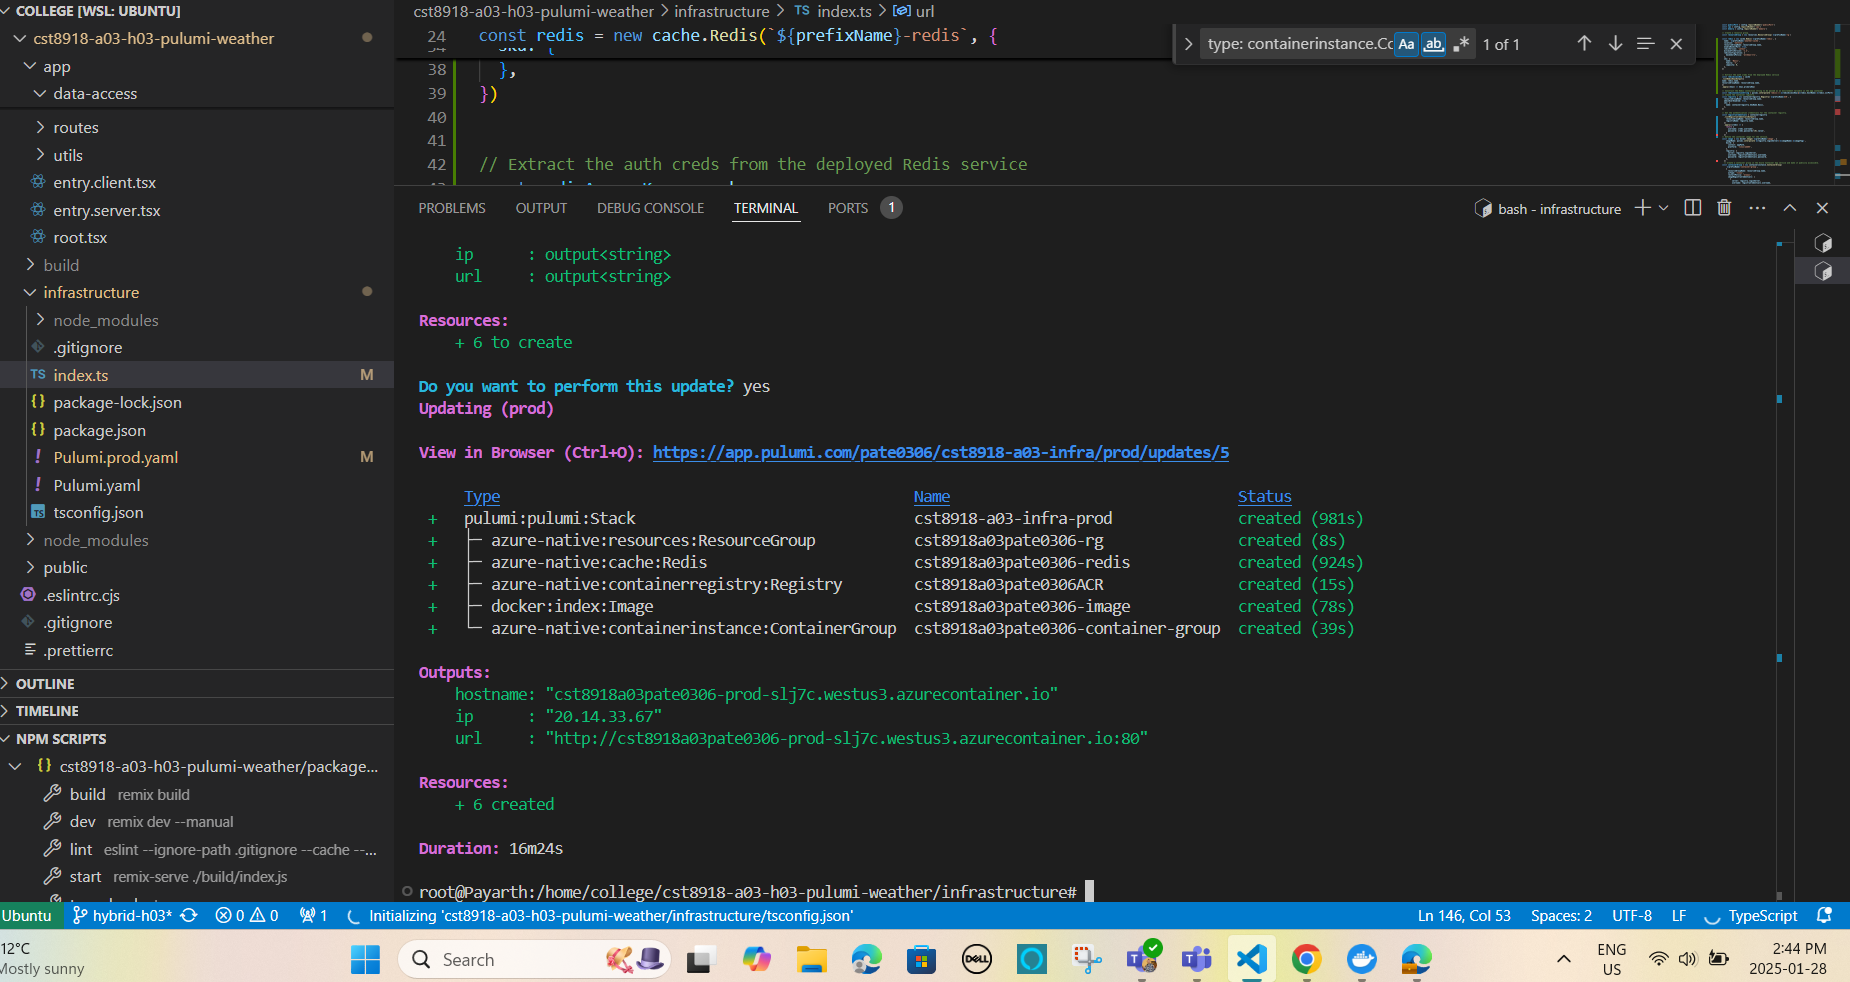 COLLEGE [WSL: UBUNTU]
cst8918-a03-h03-pulumi-weather
app
data-access
routes
utils
entry.client.tsx
entry.server.tsx
root.tsx
build
infrastructure
node_modules
.gitignore
TS index.ts M
{} package-lock.json
{} package.json
! Pulumi.prod.yaml M
! Pulumi.yaml
TS tsconfig.json
node_modules
public
.eslintrc.cjs
.gitignore
.prettierrc
OUTLINE
TIMELINE
NPM SCRIPTS
{} cst8918-a03-h03-pulumi-weather/package...
build remix build
dev remix dev --manual
lint eslint --ignore-path .gitignore --cache --...
start remix-serve ./build/index.js
cst8918-a03-h03-pulumi-weather > infrastructure > TS index.ts > url
24 const redis = new cache.Redis(`${prefixName}-redis`, {
38 },
39 })
40
41
42 // Extract the auth creds from the deployed Redis service
type: containerinstance.Cc Aa ab .* 1 of 1
PROBLEMS OUTPUT DEBUG CONSOLE TERMINAL PORTS 1
bash - infrastructure
ip : output<string>
url : output<string>
Resources:
+ 6 to create
Do you want to perform this update? yes
Updating (prod)
View in Browser (Ctrl+O): https://app.pulumi.com/pate0306/cst8918-a03-infra/prod/updates/5
Type Name Status
+ pulumi:pulumi:Stack cst8918-a03-infra-prod created (981s)
+ ├─ azure-native:resources:ResourceGroup cst8918a03pate0306-rg created (8s)
+ ├─ azure-native:cache:Redis cst8918a03pate0306-redis created (924s)
+ ├─ azure-native:containerregistry:Registry cst8918a03pate0306ACR created (15s)
+ ├─ docker:index:Image cst8918a03pate0306-image created (78s)
+ └─ azure-native:containerinstance:ContainerGroup cst8918a03pate0306-container-group created (39s)
Outputs:
hostname: "cst8918a03pate0306-prod-slj7c.westus3.azurecontainer.io"
ip : "20.14.33.67"
url : "http://cst8918a03pate0306-prod-slj7c.westus3.azurecontainer.io:80"
Resources:
+ 6 created
Duration: 16m24s
root@Payarth:/home/college/cst8918-a03-h03-pulumi-weather/infrastructure#
Ubuntu hybrid-h03* 0 0 1 Initializing 'cst8918-a03-h03-pulumi-weather/infrastructure/tsconfig.json' Ln 146, Col 53 Spaces: 2 UTF-8 LF TypeScript
12°C
Mostly sunny
Search
DELL
ENG
US
2:44 PM
2025-01-28